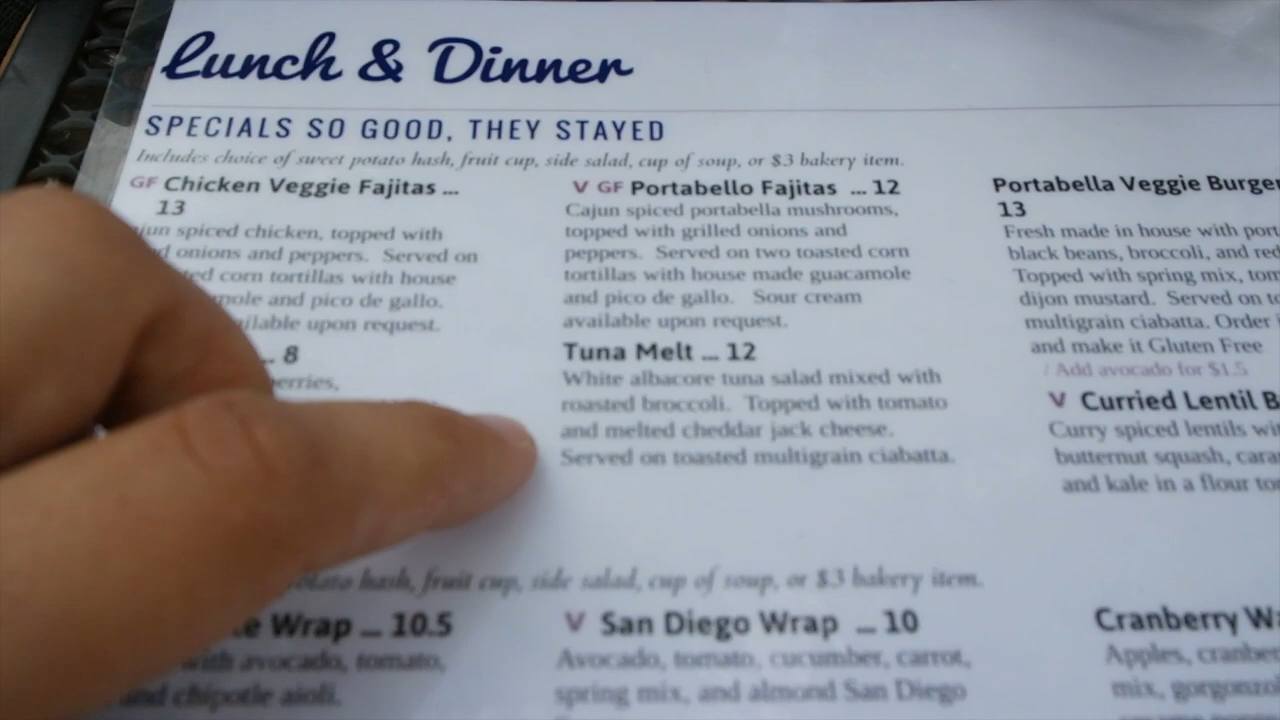 Lunch & Dinner
SPECIALS SO GOOD, THEY STAYED
Includes choice of sweet potato hash, fruit cup, side salad, cup of soup, or $3 bakery item.
GF Chicken Veggie Fajitas ...
13
spiced chicken, topped with
onions and peppers. Served on
corn tortillas with house
and pico de gallo.
upon request.
... 8
V GF Portabello Fajitas ... 12
Cajun spiced portabella mushrooms,
topped with grilled onions and
peppers. Served on two toasted corn
tortillas with house made guacamole
and pico de gallo. Sour cream
available upon request.
Tuna Melt ... 12
White albacore tuna salad mixed with
roasted broccoli. Topped with tomato
and melted cheddar jack cheese.
Served on toasted multigrain ciabatta.
Portabella Veggie Burger
13
Fresh made in house with
black beans, broccoli, and
Topped with spring mix,
dijon mustard. Served on
multigrain ciabatta. Order
and make it Gluten Free
/ Add avocado for $1.5
V Curried Lentil
Curry spiced lentils
butternut squash,
and kale in a flour
hash, fruit cup, side salad, cup of soup, or $3 bakery item.
Wrap ... 10.5
with avocado, tomato,
and chipotle aioli.
V San Diego Wrap ... 10
Avocado, tomato, cucumber, carrot,
spring mix, and almond San Diego
Cranberry
Apples,
mix,